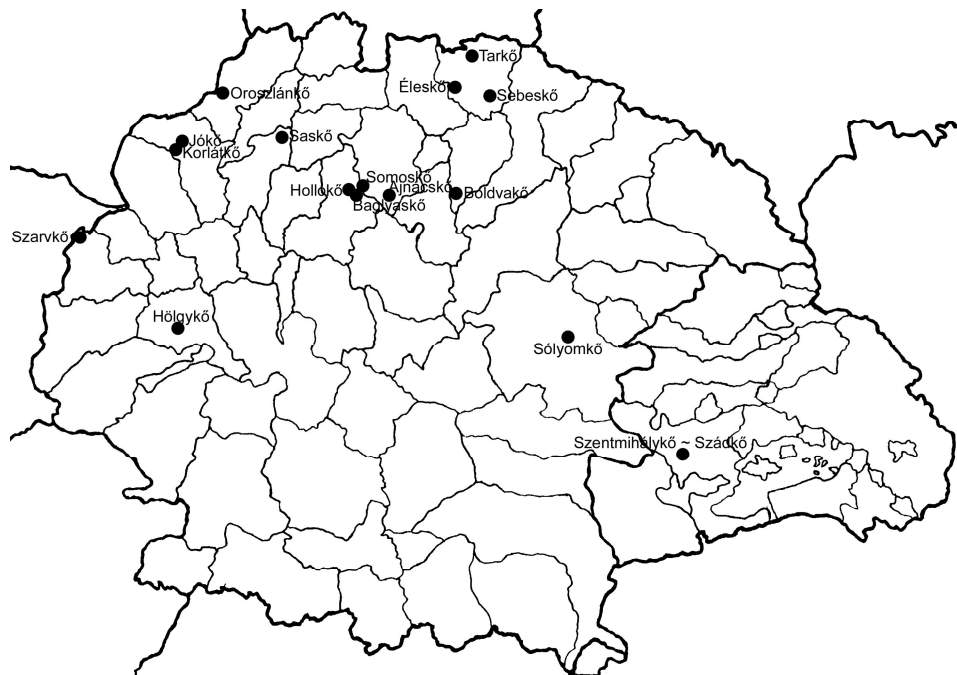 Tarkő
Éleskő
Sebeskő
Oroszlánkő
Jókő
Korlátkő
Saskő
Somoskő
Hollókő
Ajnácskő
Boldvakő
Baglyaskő
Szarvkő
Hölgykő
Sólyomkő
Szentmihálykő ~ Szádkő